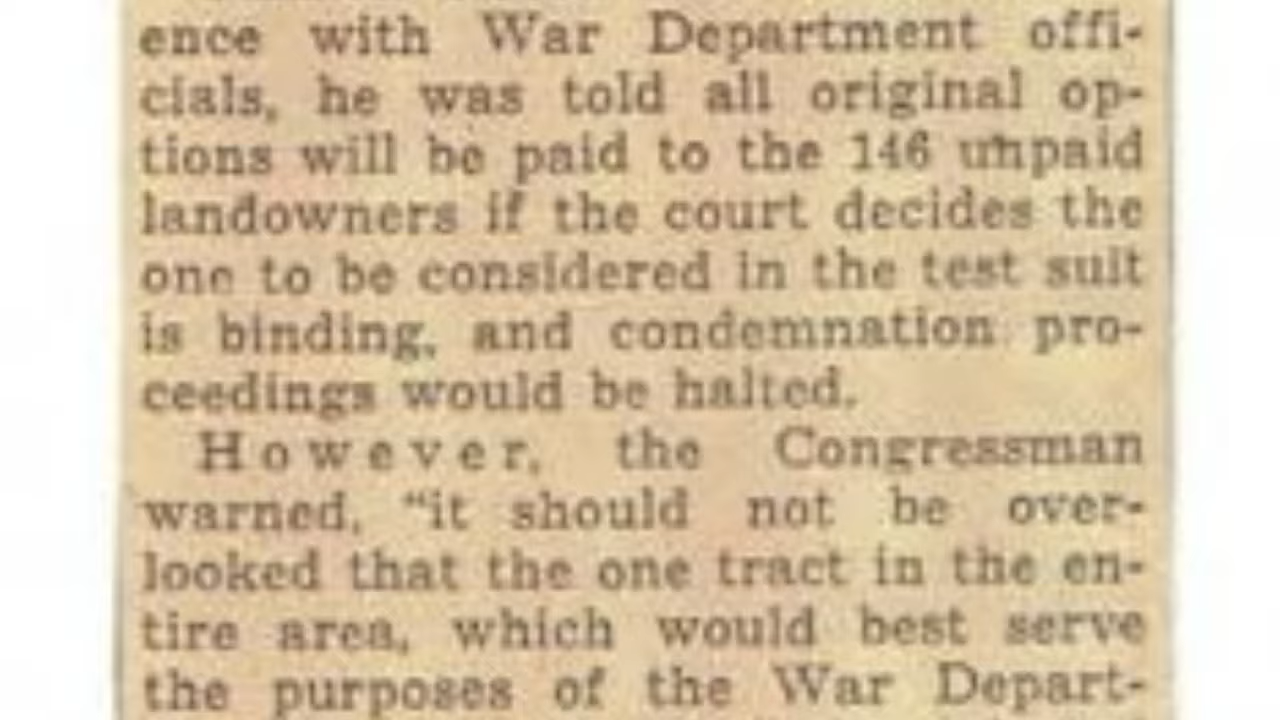 ence with War Department offi-
cials, he was told all original op-
tions will be paid to the 146 unpaid
landowners if the court decides the
one to be considered in the test suit
is binding, and condemnation pro-
ceedings would be halted.
However, the Congressman
warned, “it should not be over-
looked that the one tract in the en-
tire area, which would best serve
the purposes of the War Depart-